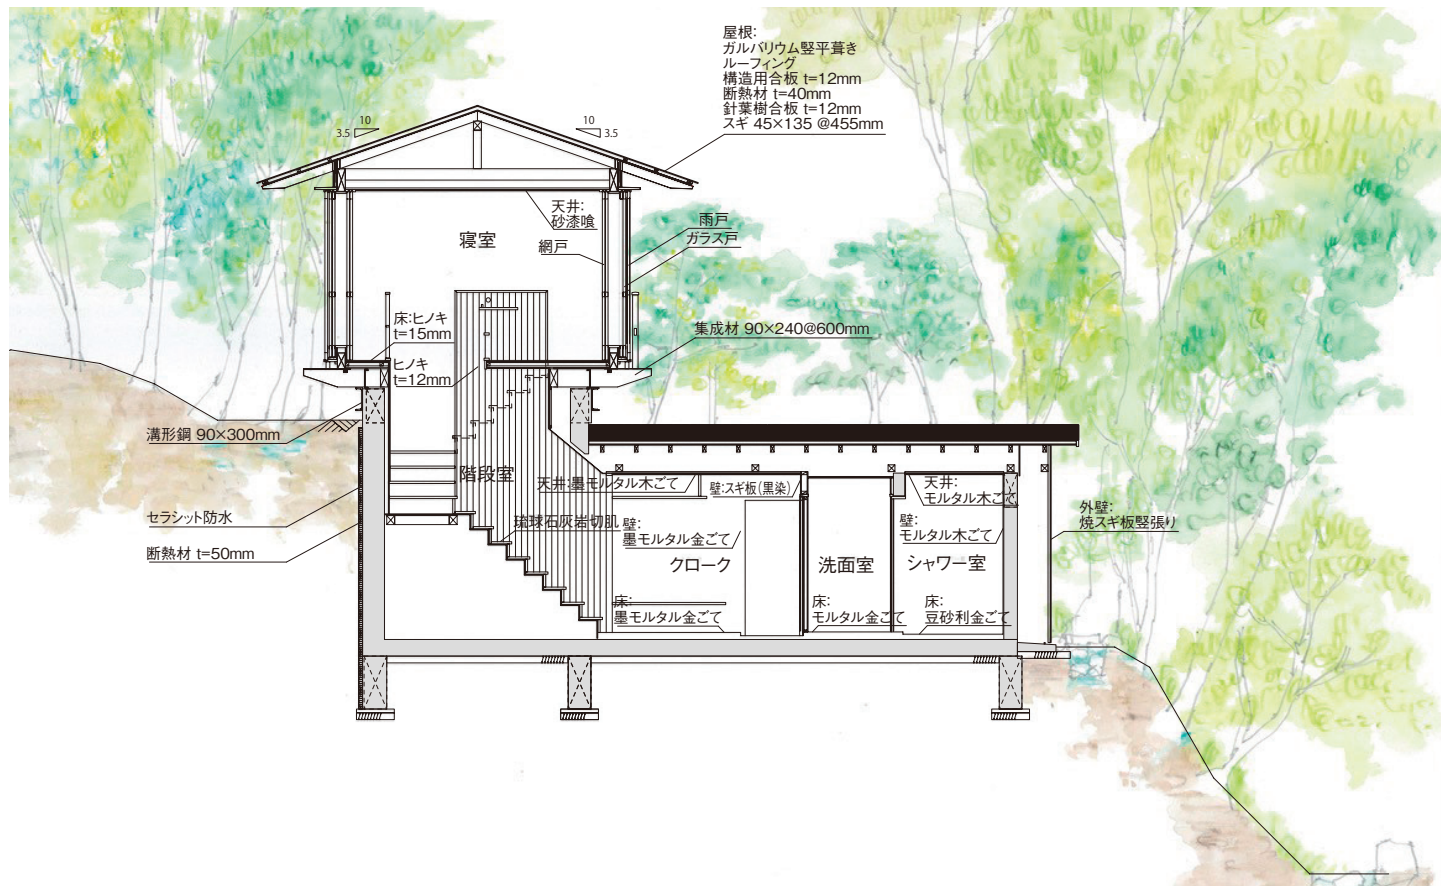 屋根:
ガルバリウム竪平葺き
ルーフィング
構造用合板 t=12mm
断熱材 t=40mm
針葉樹合板 t=12mm
スギ 45×135 @455mm
10
3.5
10
3.5
天井:
砂漆喰
寝室
網戸
雨戸
ガラス戸
床:ヒノキ
t=15mm
ヒノキ
t=12mm
集成材 90×240@600mm
溝形鋼 90×300mm
セラシット防水
断熱材 t=50mm
階段室
天井:墨モルタル木ごて
壁:スギ板(黒染)
天井:
モルタル木ごて
琉球石灰岩切肌
壁:
墨モルタル金ごて
壁:
モルタル木ごて
外壁:
焼スギ板竪張り
クローク
洗面室
シャワー室
床:
墨モルタル金ごて
床:
モルタル金ごて
床:
豆砂利金ごて